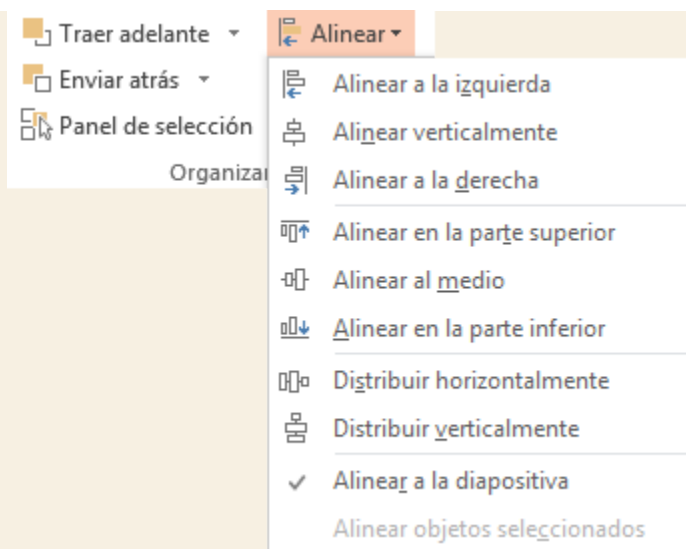 Traer adelante
Enviar atrás
Panel de selección
Organizar
Alinear
Alinear a la izquierda
Alinear verticalmente
Alinear a la derecha
Alinear en la parte superior
Alinear al medio
Alinear en la parte inferior
Distribuir horizontalmente
Distribuir verticalmente
Alinear a la diapositiva
Alinear objetos seleccionados